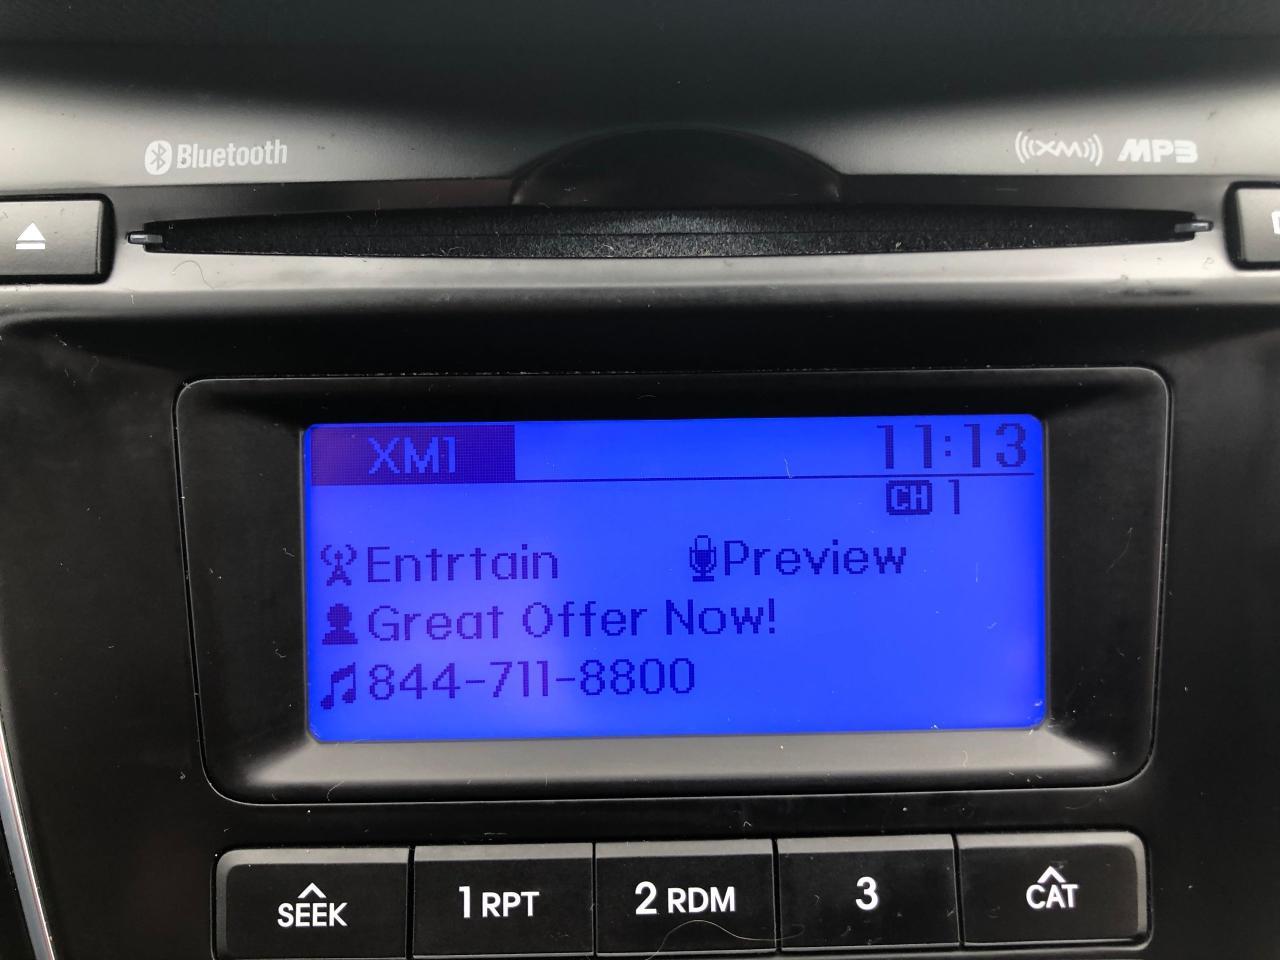 Bluetooth
((XM)) MP3
XM1 11:13
CH 1
Entrtain Preview
Great Offer Now!
844-711-8800
SEEK 1 RPT 2 RDM 3 CAT